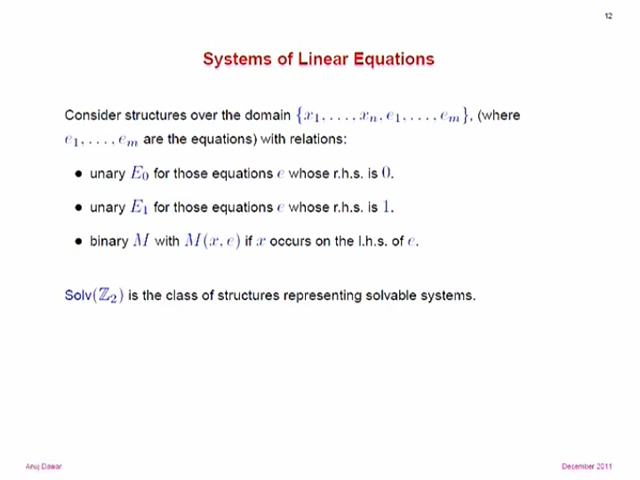 12
Systems of Linear Equations
Consider structures over the domain {x₁, . . . , xₙ, e₁, . . . , eₘ}, (where
e₁, . . . , eₘ are the equations) with relations:
• unary E₀ for those equations e whose r.h.s. is 0.
• unary E₁ for those equations e whose r.h.s. is 1.
• binary M with M(x, e) if x occurs on the l.h.s. of e.
Solv(ℤ₂) is the class of structures representing solvable systems.
Anuj Dawar
December 2011